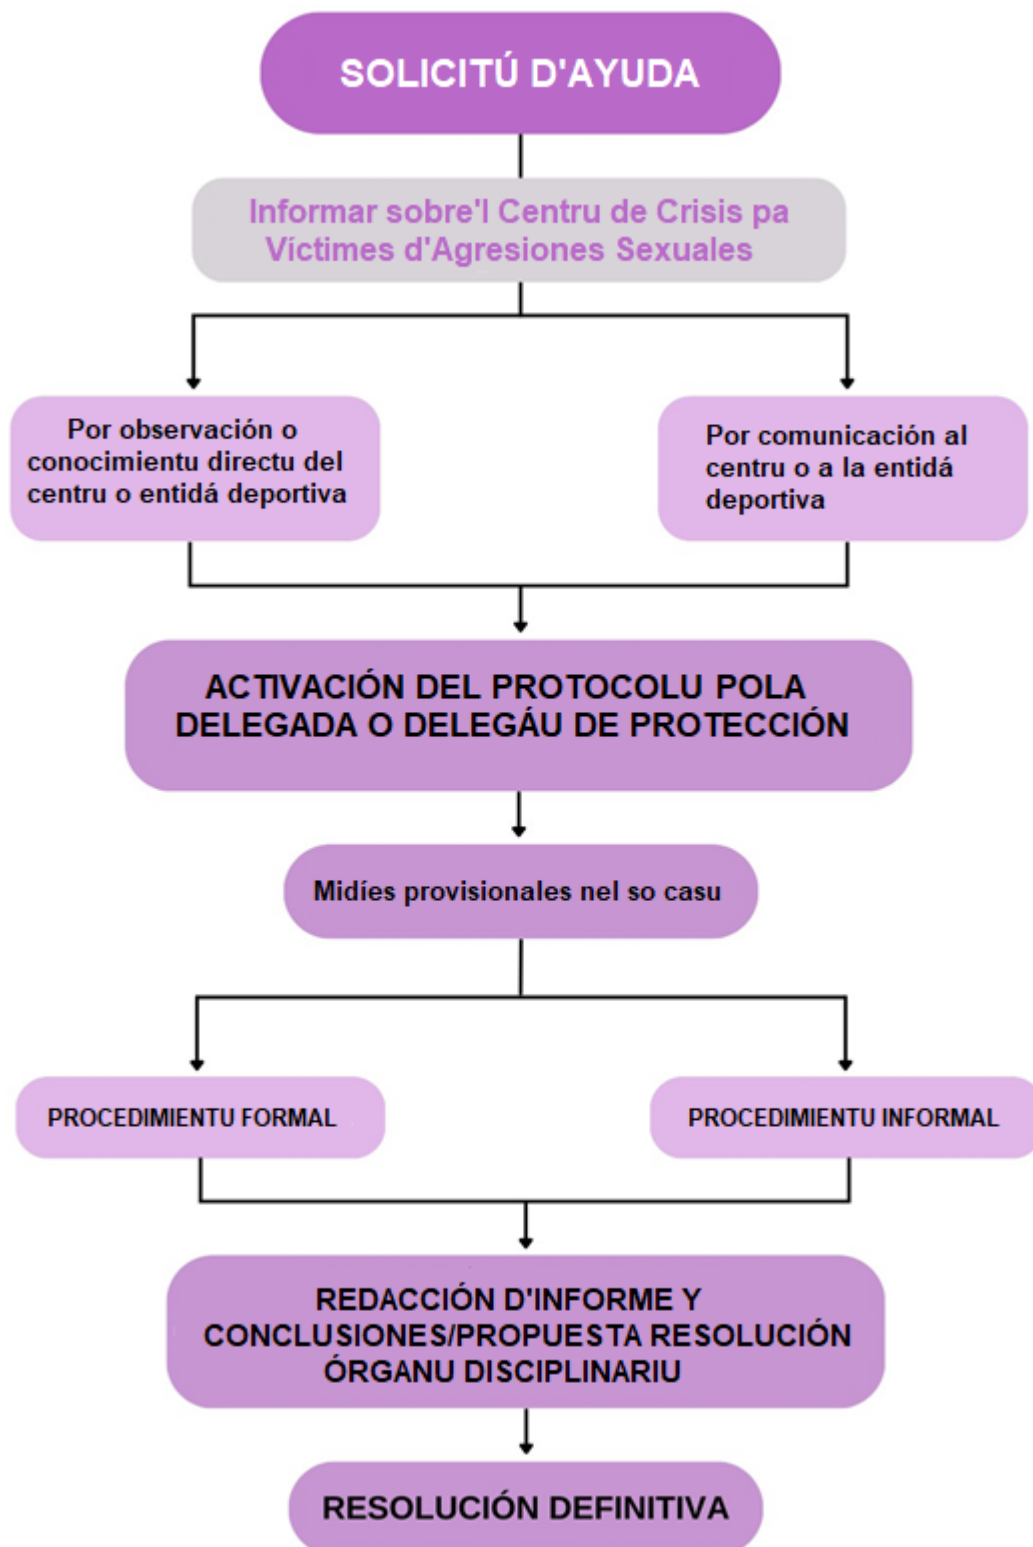 SOLICITÚ D'AYUDA
Informar sobre'l Centru de Crisis pa
Víctimes d'Agresiones Sexuales
Por observación o
conocimientu directu del
centru o entidá deportiva
Por comunicación al
centru o a la entidá
deportiva
ACTIVACIÓN DEL PROTOCOLU POLA
DELEGADA O DELEGÁU DE PROTECCIÓN
Midíes provisionales nel so casu
PROCEDIMIENTU FORMAL
PROCEDIMIENTU INFORMAL
REDACCIÓN D'INFORME Y
CONCLUSIONES/PROPUESTA RESOLUCIÓN
ÓRGANU DISCIPLINARIU
RESOLUCIÓN DEFINITIVA